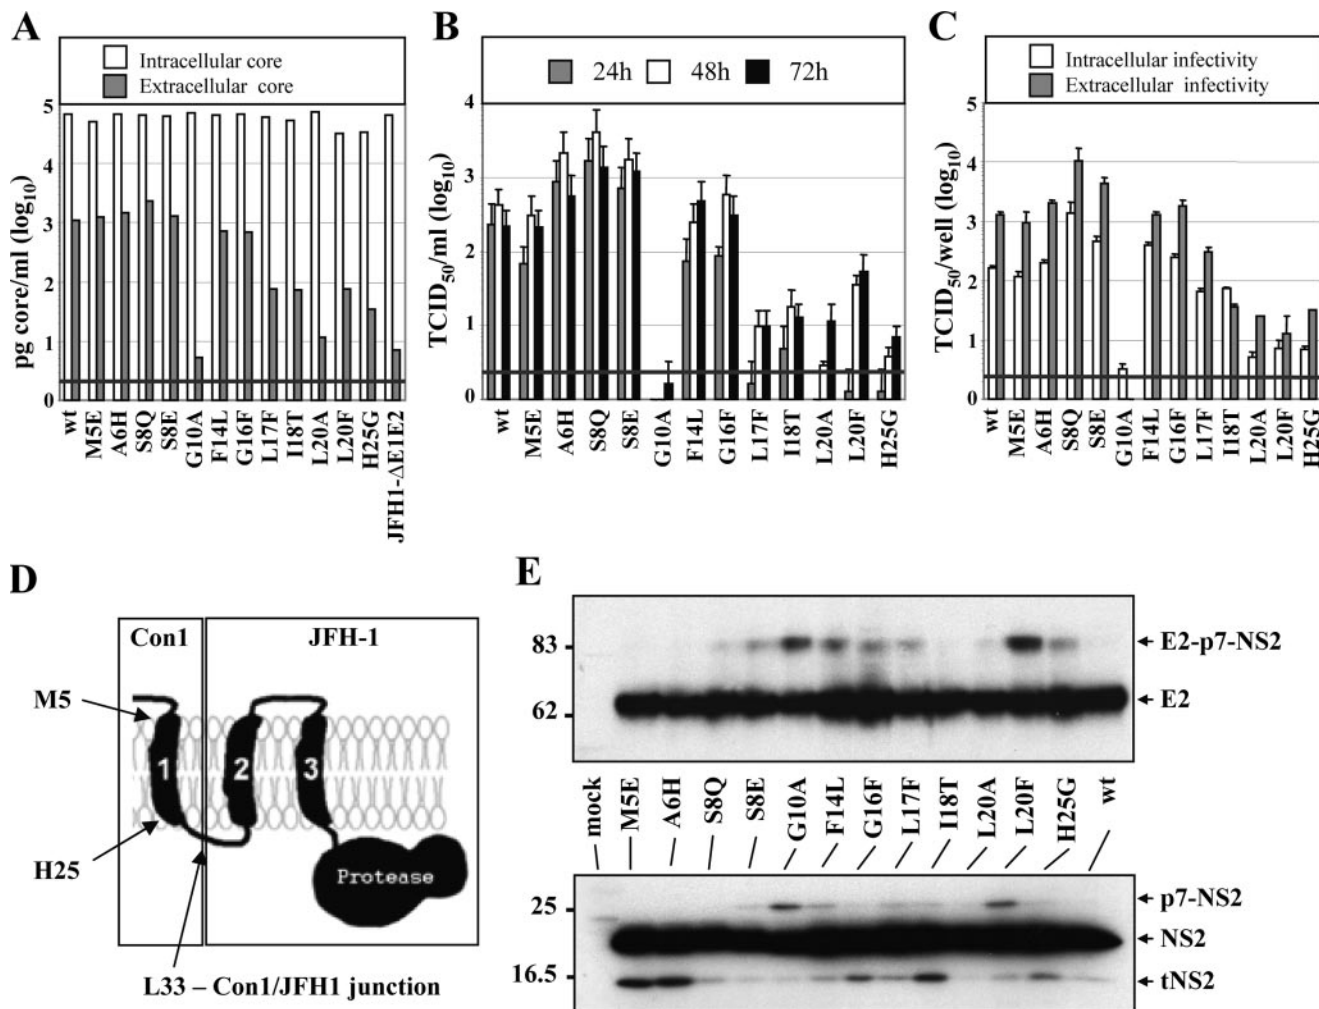 A
Intracellular core
Extracellular core
pg core/ml (log10)
5
4
3
2
1
0
wt
M5E
A6H
S8Q
S8E
G10A
F14L
G16F
L17F
I18T
L20A
L20F
H25G
JFH1-ΔE1E2
B
24h
48h
72h
TCID50/ml (log10)
4
3
2
1
0
wt
M5E
A6H
S8Q
S8E
G10A
F14L
G16F
L17F
I18T
L20A
L20F
H25G
C
Intracellular infectivity
Extracellular infectivity
TCID50/well (log10)
5
4
3
2
1
0
wt
M5E
A6H
S8Q
S8E
G10A
F14L
G16F
L17F
I18T
L20A
L20F
H25G
D
Con1
JFH-1
M5
1
2
3
H25
Protease
L33 – Con1/JFH1 junction
E
83
62
E2-p7-NS2
E2
mock
M5E
A6H
S8Q
S8E
G10A
F14L
G16F
L17F
I18T
L20A
L20F
H25G
wt
25
16.5
p7-NS2
NS2
tNS2